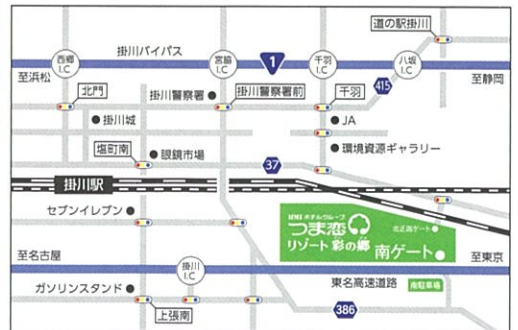 道の駅掛川
西郷
I.C
掛川バイパス
宮脇
I.C
1
千羽
I.C
八坂
I.C
至浜松
至静岡
北門
掛川警察署
掛川警察署前
千羽
415
掛川城
JA
塩町南
眼鏡市場
37
環境資源ギャラリー
掛川駅
セブンイレブン
HMIホテルグループ
つま恋
リゾート彩の郷
北正面ゲート
南ゲート
至名古屋
至東京
掛川
I.C
東名高速道路
南駐車場
ガソリンスタンド
上張南
386